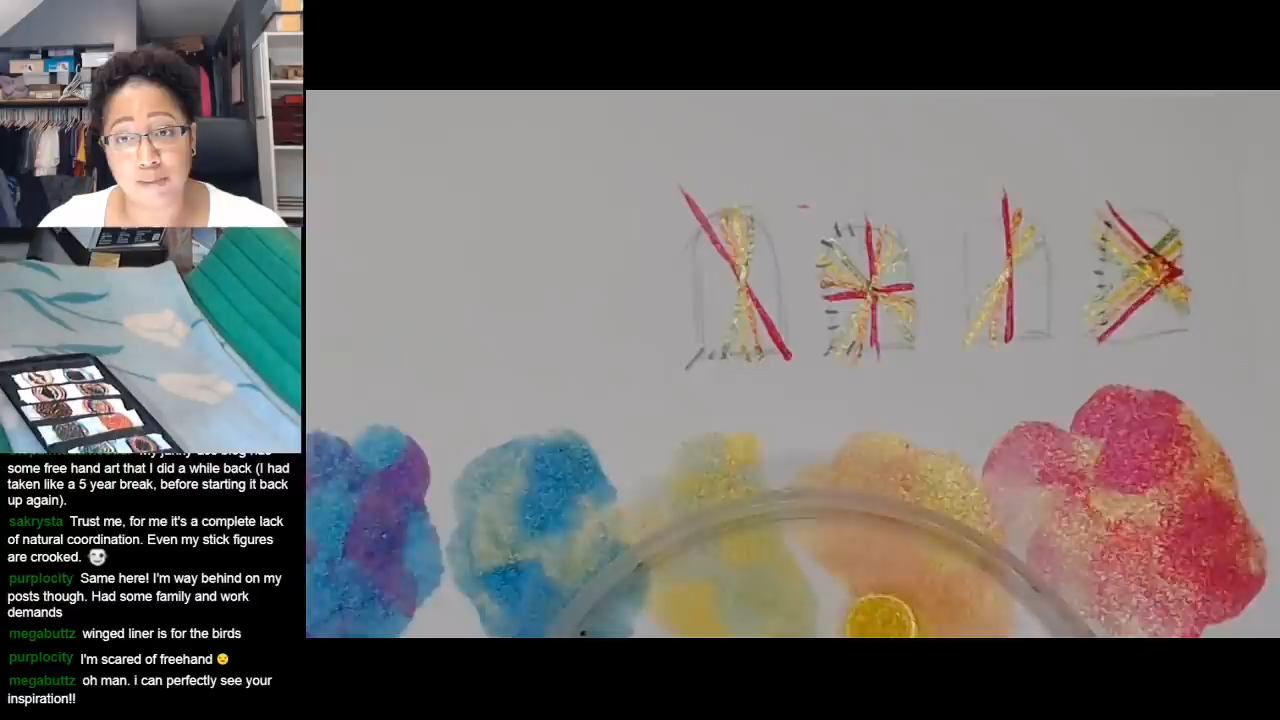 some free hand art that I did a while back (I had
taken like a 5 year break, before starting it back
up again).
sakrysta Trust me, for me it's a complete lack
of natural coordination. Even my stick figures
are crooked.
purplocity Same here! I'm way behind on my
posts though. Had some family and work
demands
megabuttz winged liner is for the birds
purplocity I'm scared of freehand
megabuttz oh man. i can perfectly see your
inspiration!!